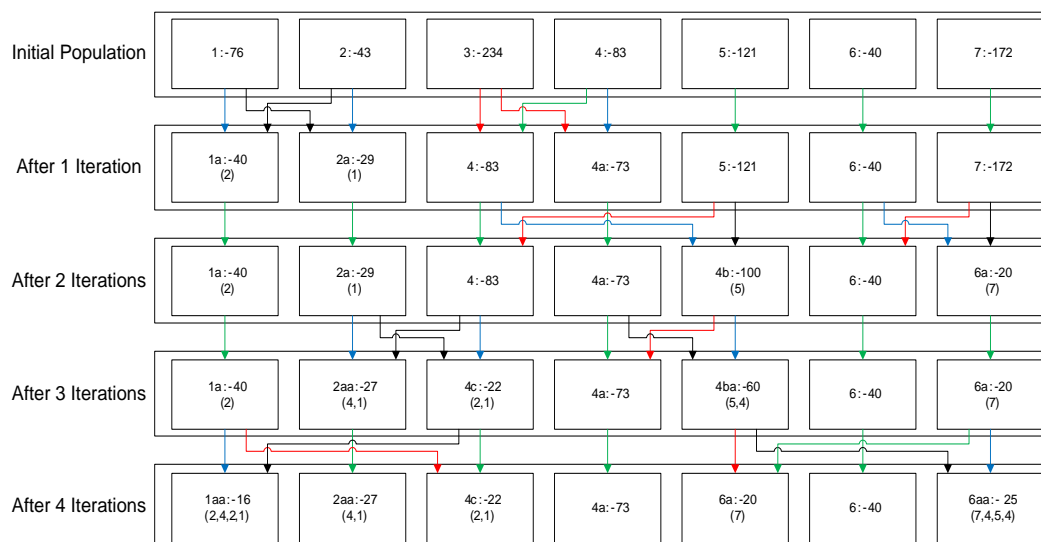 Initial Population
1:-76
2:-43
3:-234
4:-83
5:-121
6:-40
7:-172
After 1 Iteration
1a:-40
(2)
2a:-29
(1)
4:-83
4a:-73
5:-121
6:-40
7:-172
After 2 Iterations
1a:-40
(2)
2a:-29
(1)
4:-83
4a:-73
4b:-100
(5)
6:-40
6a:-20
(7)
After 3 Iterations
1a:-40
(2)
2aa:-27
(4,1)
4c:-22
(2,1)
4a:-73
4ba:-60
(5,4)
6:-40
6a:-20
(7)
After 4 Iterations
1aa:-16
(2,4,2,1)
2aa:-27
(4,1)
4c:-22
(2,1)
4a:-73
6a:-20
(7)
6:-40
6aa:- 25
(7,4,5,4)